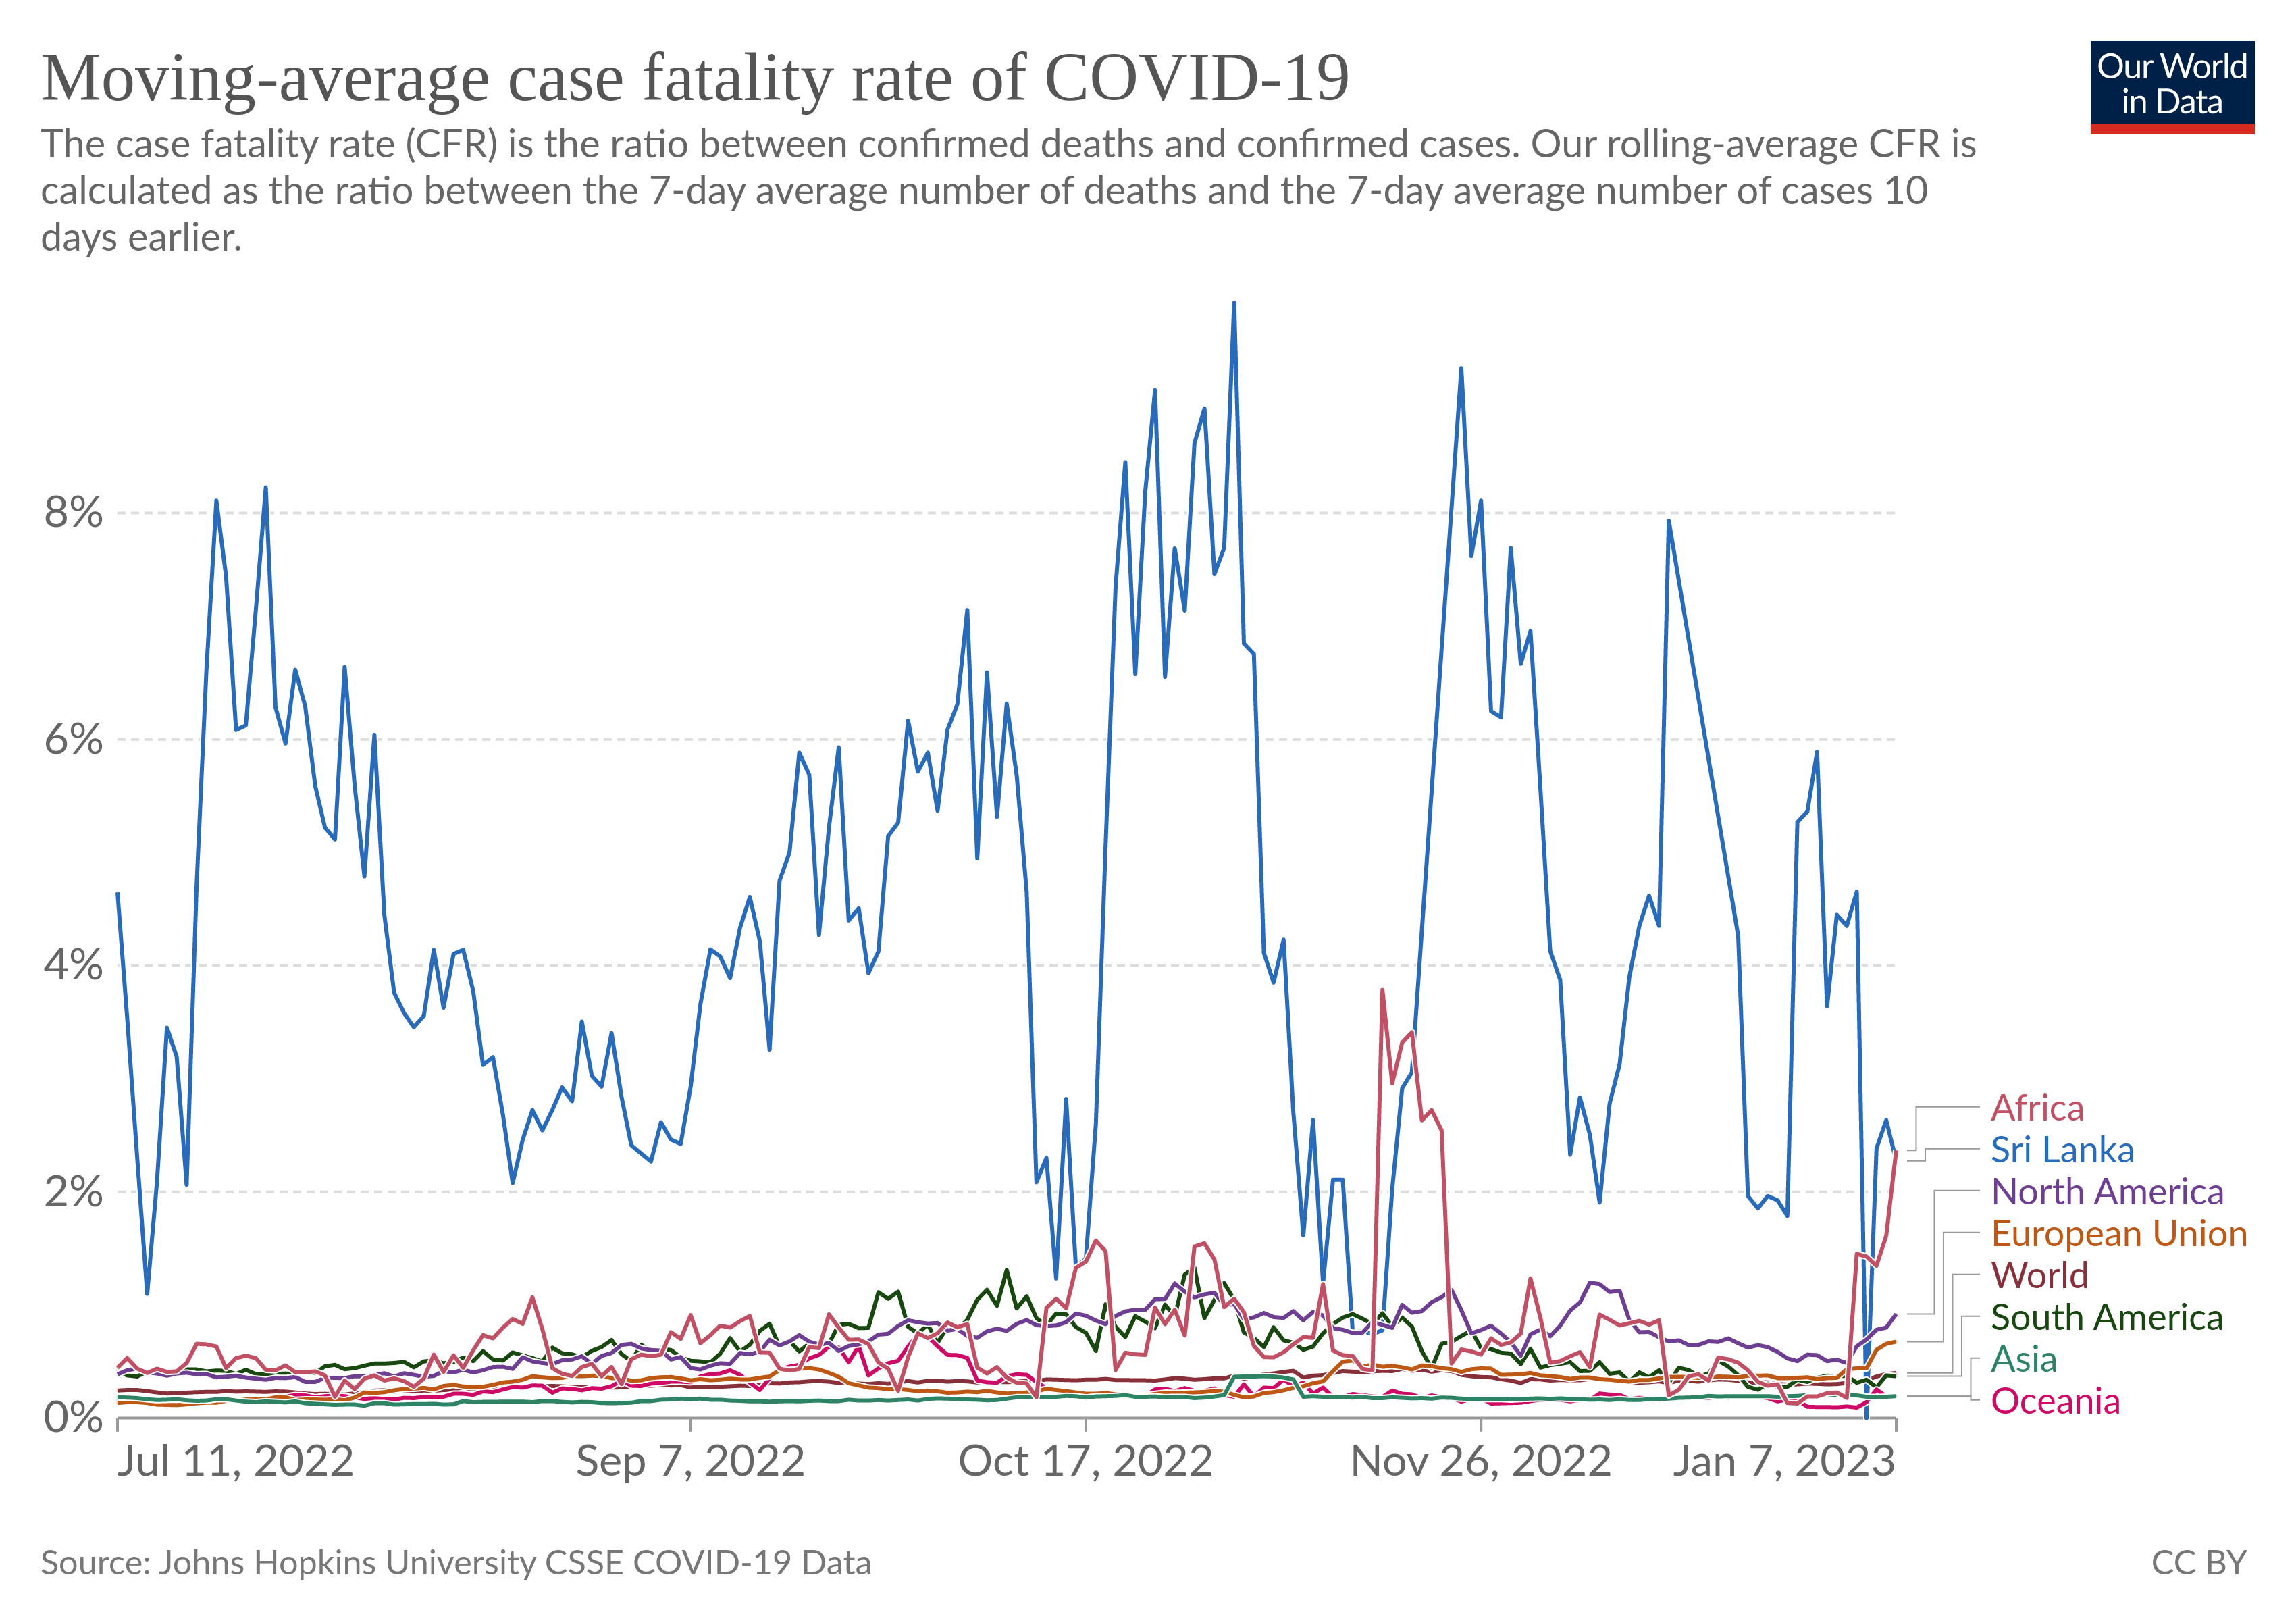 Moving-average case fatality rate of COVID-19
Our World
in Data
The case fatality rate (CFR) is the ratio between confirmed deaths and confirmed cases. Our rolling-average CFR is
calculated as the ratio between the 7-day average number of deaths and the 7-day average number of cases 10
days earlier.
8%
6%
4%
2%
0%
Africa
Sri Lanka
North America
European Union
World
South America
Asia
Oceania
Jul 11, 2022
Sep 7, 2022
Oct 17, 2022
Nov 26, 2022
Jan 7, 2023
Source: Johns Hopkins University CSSE COVID-19 Data
CC BY